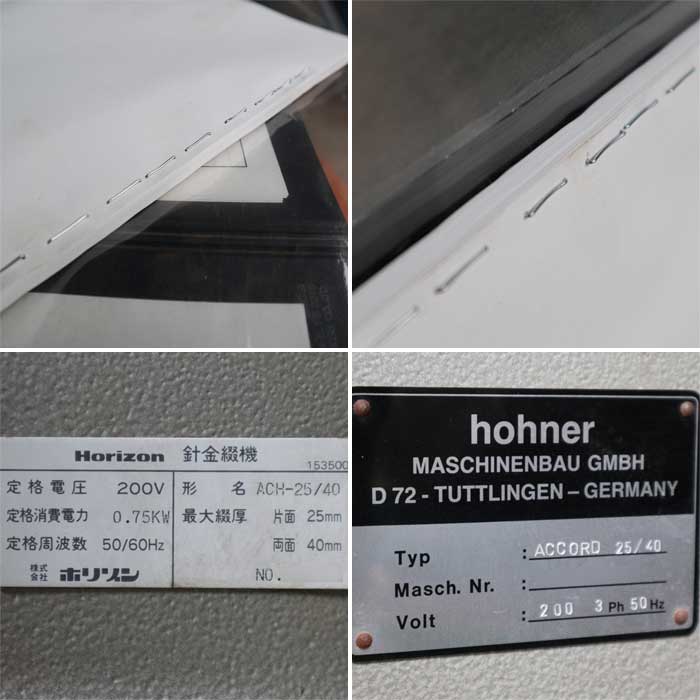 Horizon 針金綴機
153500
定格電圧 200V 形 名 ACH-25/40
定格消費電力 0.75KW 最大綴厚 片面 25mm
定格周波数 50/60Hz 両面 40mm
株式会社 ホリゾン NO.
hohner
MASCHINENBAU GMBH
D 72 - TUTTLINGEN - GERMANY
Typ : ACCORD 25/40
Masch. Nr. :
Volt : 200 3 Ph 50 Hz